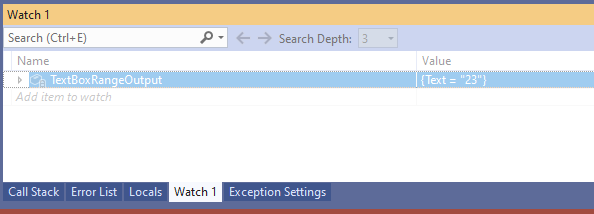 Watch 1
Search (Ctrl+E) Search Depth: 3
Name Value
TextBoxRangeOutput {Text = "23"}
Add item to watch
Call Stack Error List Locals Watch 1 Exception Settings